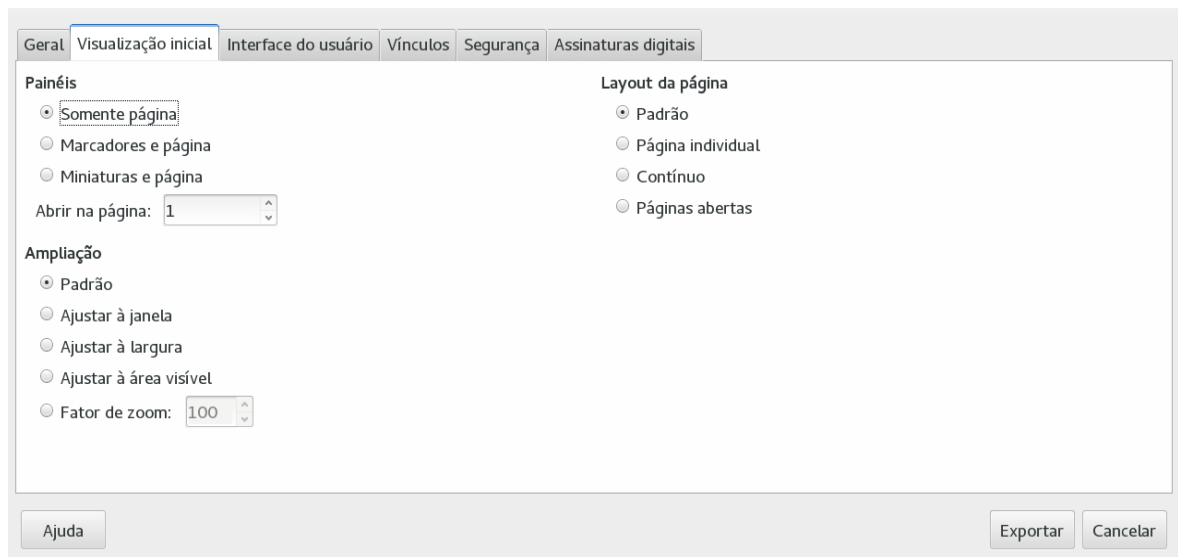 Geral Visualização inicial Interface do usuário Vínculos Segurança Assinaturas digitais
Painéis
Somente página
Marcadores e página
Miniaturas e página
Abrir na página: 1
Ampliação
Padrão
Ajustar à janela
Ajustar à largura
Ajustar à área visível
Fator de zoom: 100
Layout da página
Padrão
Página individual
Contínuo
Páginas abertas
Ajuda Exportar Cancelar